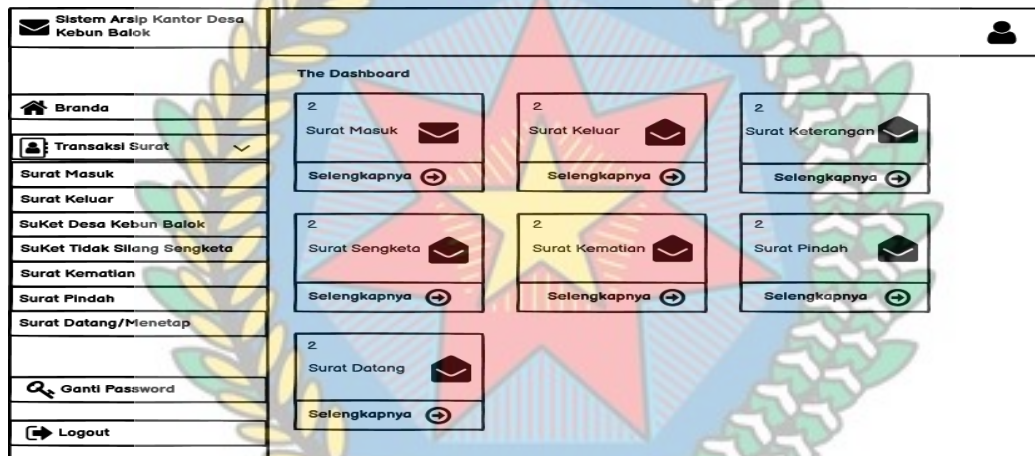 Sistem Arsip Kantor Desa
Kebun Balok
Branda
Transaksi Surat
Surat Masuk
Surat Keluar
SuKet Desa Kebun Balok
SuKet Tidak Silang Sengketa
Surat Kematian
Surat Pindah
Surat Datang/Menetap
Ganti Password
Logout
The Dashboard
2
Surat Masuk
Selengkapnya
2
Surat Keluar
Selengkapnya
2
Surat Keterangan
Selengkapnya
2
Surat Sengketa
Selengkapnya
2
Surat Kematian
Selengkapnya
2
Surat Pindah
Selengkapnya
2
Surat Datang
Selengkapnya